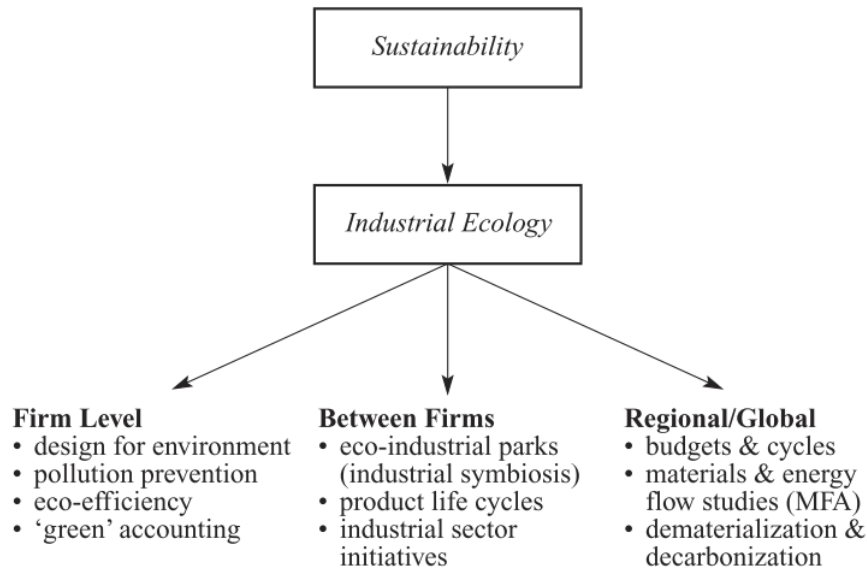 Sustainability
Industrial Ecology
Firm Level
• design for environment
• pollution prevention
• eco-efficiency
• ‘green’ accounting
Between Firms
• eco-industrial parks
(industrial symbiosis)
• product life cycles
• industrial sector
initiatives
Regional/Global
• budgets & cycles
• materials & energy
flow studies (MFA)
• dematerialization &
decarbonization